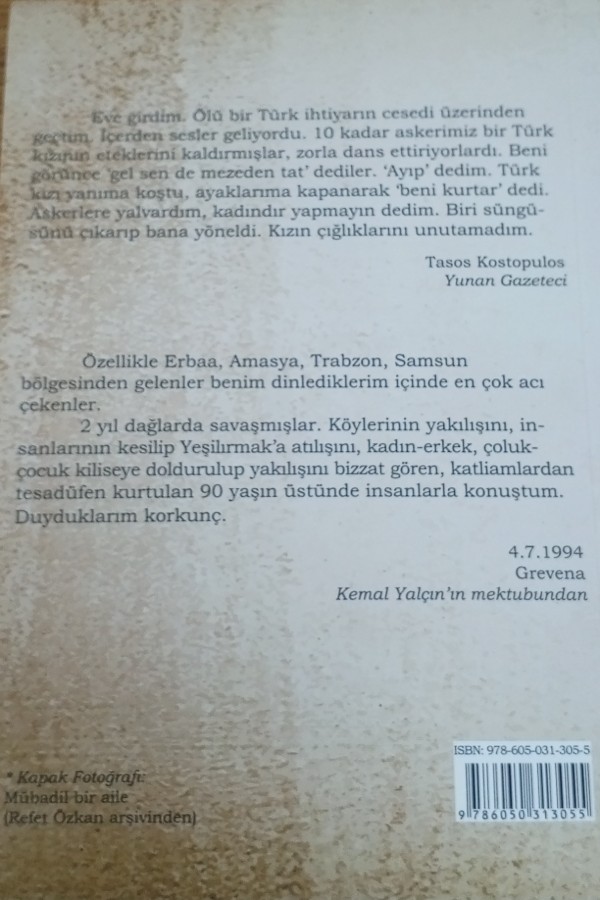 Eve girdim. Ölü bir Türk ihtiyarın cesedi üzerinden
geçtim. İçerden sesler geliyordu. 10 kadar askerimiz bir Türk
kızının eteklerini kaldırmışlar, zorla dans ettiriyorlardı. Beni
görünce 'gel sen de mezeden tat' dediler. 'Ayıp' dedim. Türk
kızı yanıma koştu, ayaklarıma kapanarak 'beni kurtar' dedi.
Askerlere yalvardım, kadındır yapmayın dedim. Biri süngü-
sünü çıkarıp bana yöneldi. Kızın çığlıklarını unutamadım.
Tasos Kostopulos
Yunan Gazeteci
Özellikle Erbaa, Amasya, Trabzon, Samsun
bölgesinden gelenler benim dinlediklerim içinde en çok acı
çekenler.
2 yıl dağlarda savaşmışlar. Köylerinin yakılışını, in-
sanlarının kesilip Yeşilırmak'a atılışını, kadın-erkek, çoluk-
çocuk kiliseye doldurulup yakılışını bizzat gören, katliamlardan
tesadüfen kurtulan 90 yaşın üstünde insanlarla konuştum.
Duyduklarım korkunç.
4.7.1994
Grevena
Kemal Yalçın'ın mektubundan
* Kapak Fotoğrafı:
Mübadil bir aile
(Refet Özkan arşivinden)
ISBN: 978-605-031-305-5
9 786050 313055